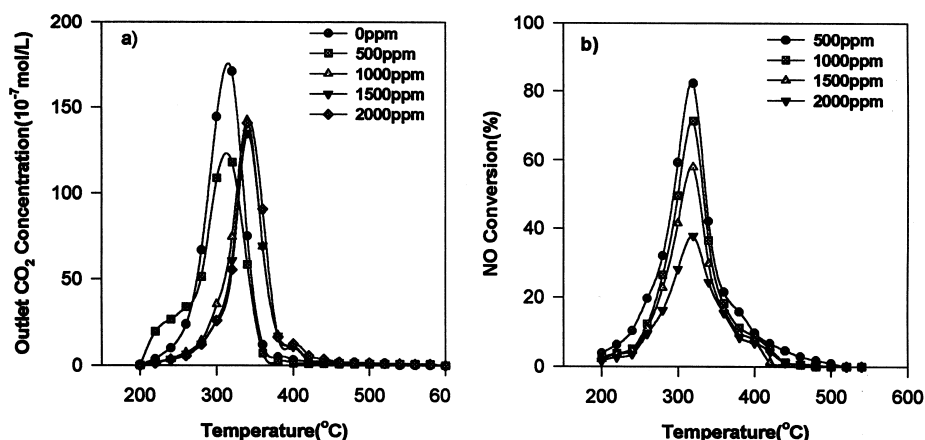 a)
0ppm
500ppm
1000ppm
1500ppm
2000ppm
200
150
100
50
0
Outlet CO2 Concentration(10-7mol/L)
200
300
400
500
60
Temperature(oC)
b)
500ppm
1000ppm
1500ppm
2000ppm
100
80
60
40
20
0
NO Conversion(%)
200
300
400
500
600
Temperature(oC)